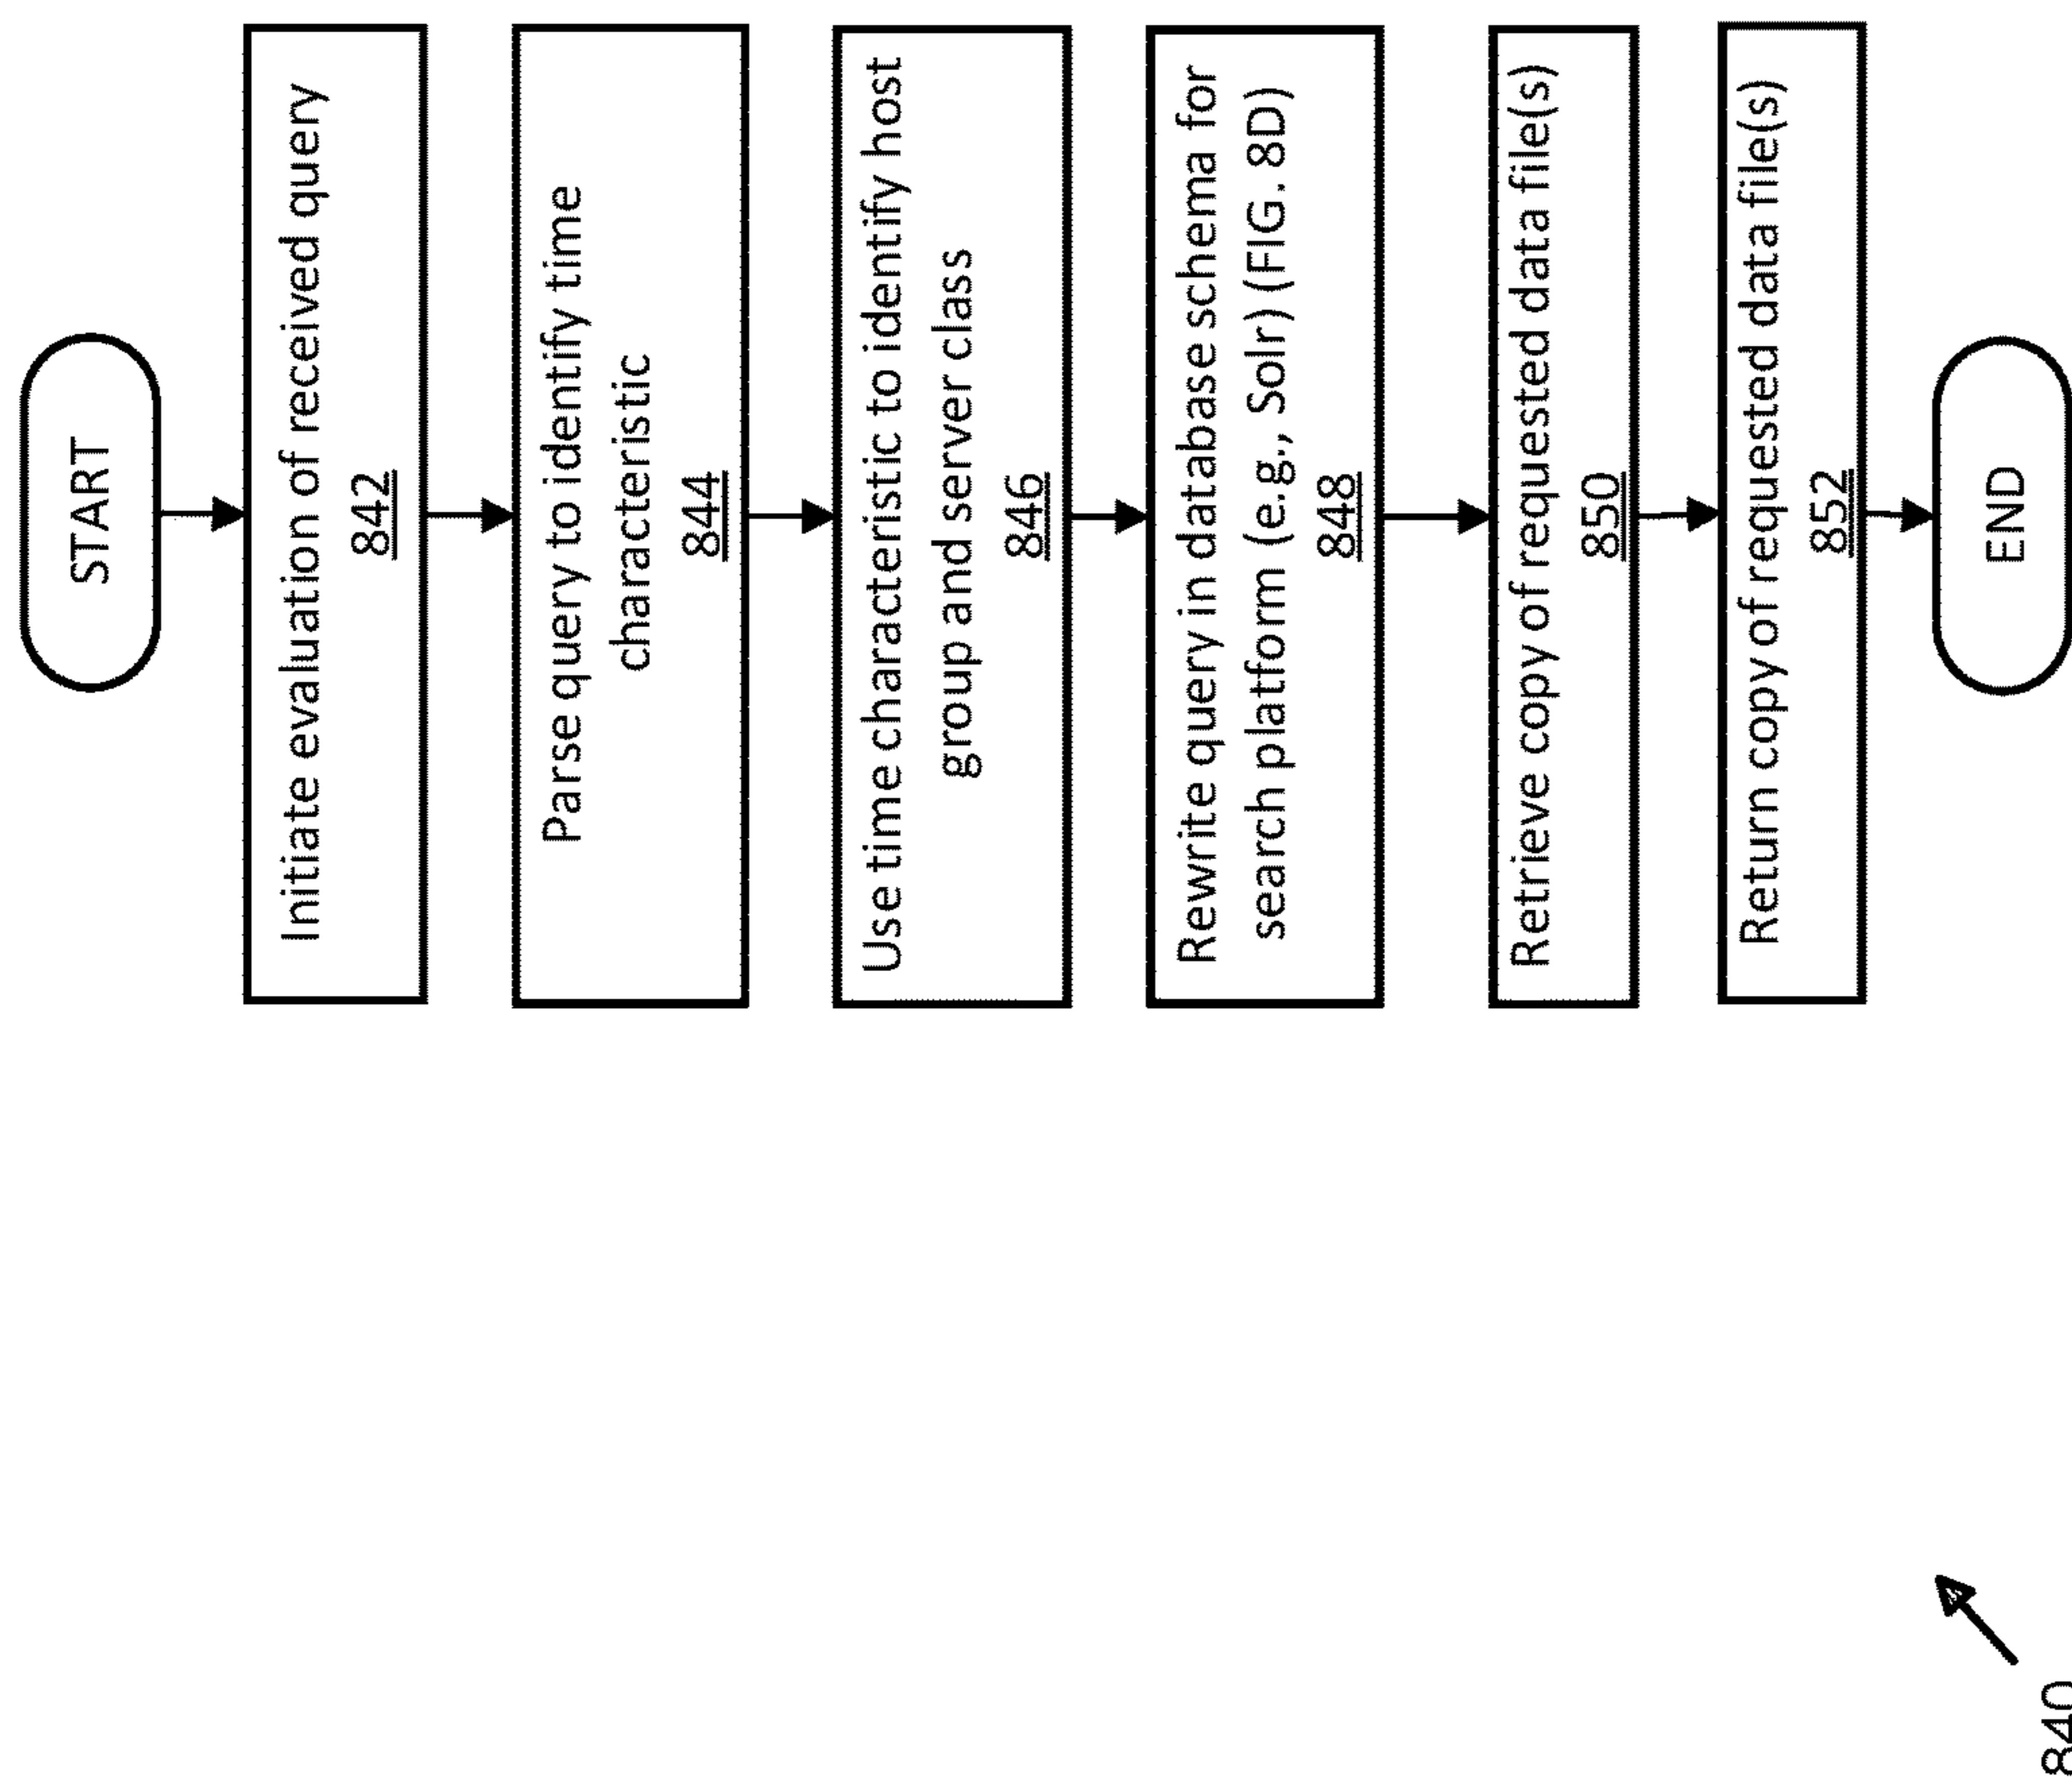 START
Initiate evaluation of received query
842
Parse query to identify time
characteristic
844
Use time characteristic to identify host
group and server class
846
Rewrite query in database schema for
search platform (e.g., Solr) (FIG. 8D)
848
Retrieve copy of requested data file(s)
850
Return copy of requested data file(s)
852
END
840